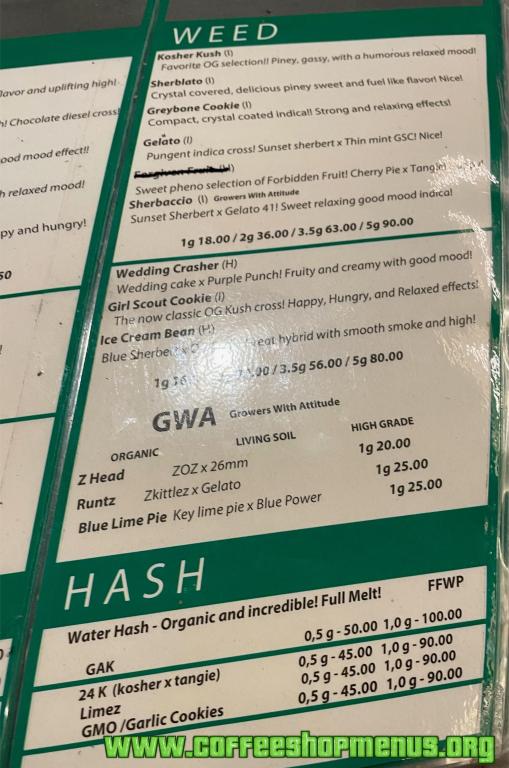 WEED
lavor and uplifting high!
h! Chocolate diesel cross!
ood mood effect!!
h relaxed mood!
py and hungry!
50
Kosher Kush (I)
Favorite OG selection!! Piney, gassy, with a humorous relaxed mood!
Sherblato (I)
Crystal covered, delicious piney sweet and fuel like flavor! Nice!
Greybone Cookie (I)
Compact, crystal coated indica!! Strong and relaxing effects!
Gelato (I)
Pungent indica cross! Sunset sherbert x Thin mint GSC! Nice!
Forgiven Fruit (H)
Sweet pheno selection of Forbidden Fruit! Cherry Pie x
Sherbaccio (I) Growers With Attitude
Sunset Sherbert x Gelato 41! Sweet relaxing good mood indica!
1g 18.00 / 2g 36.00 / 3.5g 63.00 / 5g 90.00
Wedding Crasher (H)
Wedding cake x Purple Punch! Fruity and creamy with good mood!
Girl Scout Cookie (I)
The now classic OG Kush cross! Happy, Hungry, and Relaxed effects!
Ice Cream Bean (H)
Blue Sherbe x hybrid with smooth smoke and high!
1g 16 / 3.5g 56.00 / 5g 80.00
GWA Growers With Attitude
ORGANIC LIVING SOIL HIGH GRADE
Z Head ZOZ x 26mm 1g 20.00
Runtz Zkittlez x Gelato 1g 25.00
Blue Lime Pie Key lime pie x Blue Power 1g 25.00
HASH
Water Hash - Organic and incredible! Full Melt! FFWP
GAK 0,5 g - 50.00 1,0 g - 100.00
24 K (kosher x tangie) 0,5 g - 45.00 1,0 g - 90.00
Limez 0,5 g - 45.00 1,0 g - 90.00
GMO /Garlic Cookies 0,5 g - 45.00 1,0 g - 90.00
www.coffeeshopmenus.org